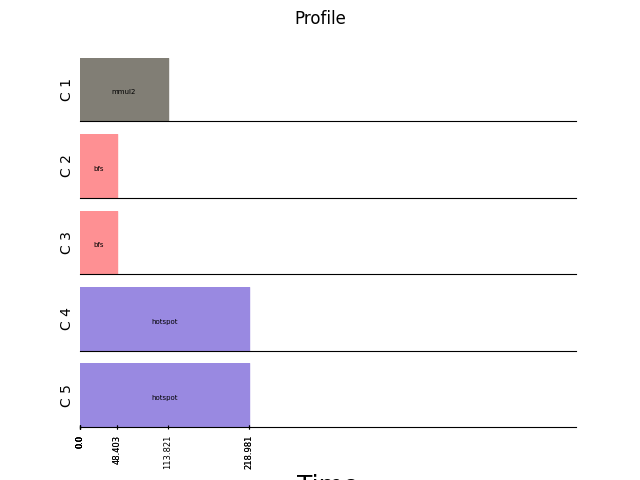 Profile
C 1
mmul2
C 2
bfs
C 3
bfs
C 4
hotspot
C 5
hotspot
0.0
48.403
113.821
218.981
Time